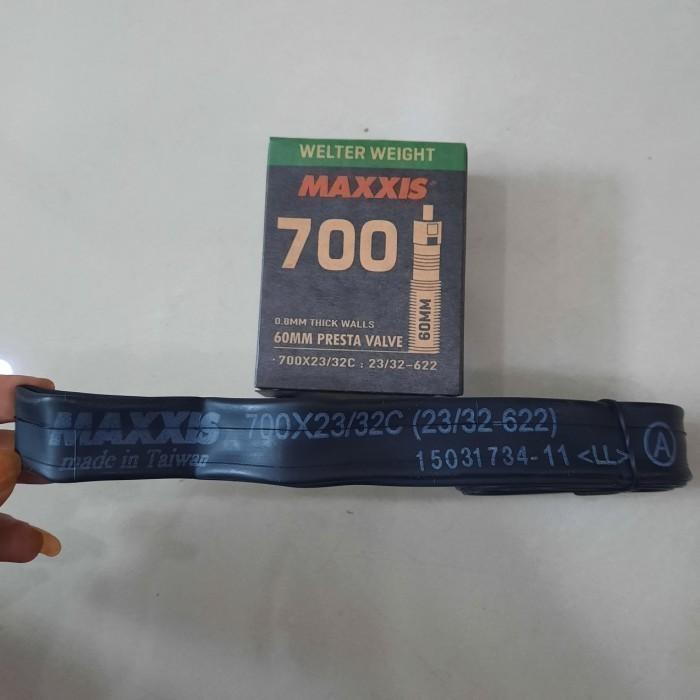 WELTER WEIGHT
MAXXIS
700
60MM
0.8MM THICK WALLS
60MM PRESTA VALVE
· 700X23/32C : 23/32-622
MAXXIS 700X23/32C (23/32-622)
made in Taiwan 15031734-11 <LL> A